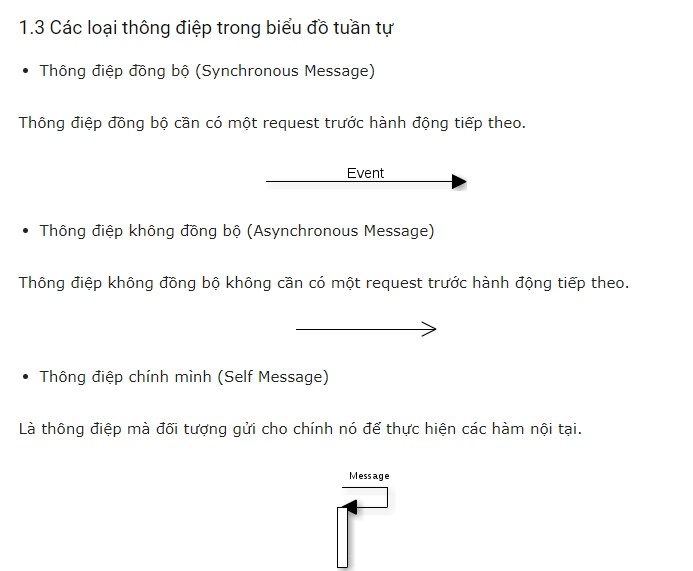 1.3 Các loại thông điệp trong biểu đồ tuần tự
• Thông điệp đồng bộ (Synchronous Message)
Thông điệp đồng bộ cần có một request trước hành động tiếp theo.
Event
• Thông điệp không đồng bộ (Asynchronous Message)
Thông điệp không đồng bộ không cần có một request trước hành động tiếp theo.
• Thông điệp chính mình (Self Message)
Là thông điệp mà đối tượng gửi cho chính nó để thực hiện các hàm nội tại.
Message